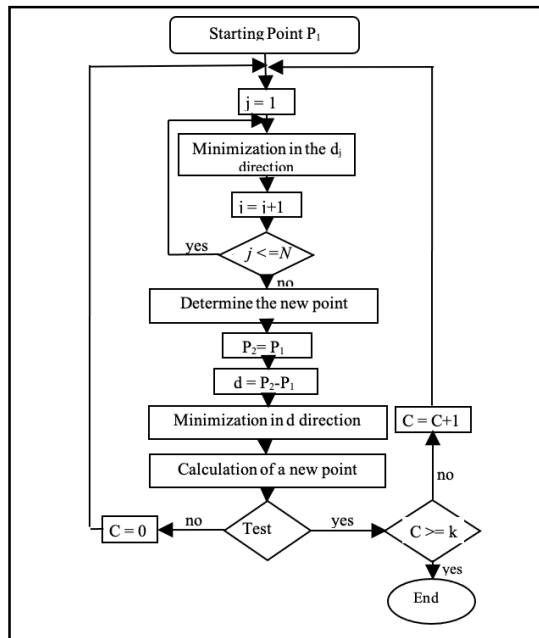 Starting Point P₁
j = 1
Minimization in the dⱼ
direction
j = j+1
yes
j <=N
no
Determine the new point
P₂= P₁
d = P₂-P₁
Minimization in d direction
C = C+1
Calculation of a new point
no
C = 0
no
Test
yes
C >= k
yes
End